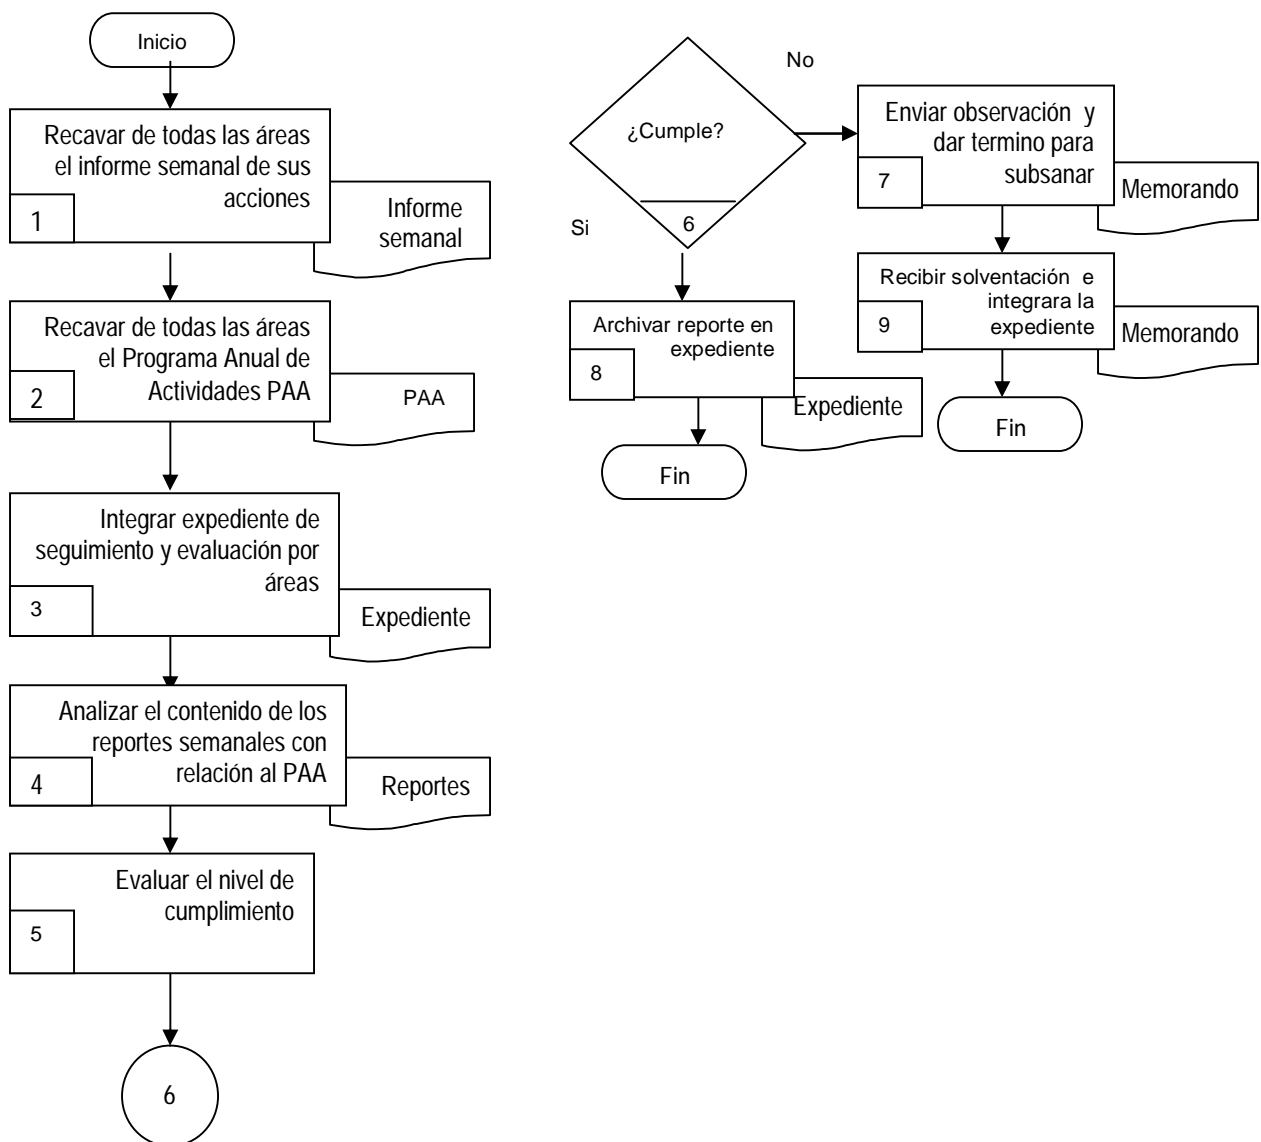 Inicio
Recavar de todas las áreas
el informe semanal de sus
acciones
1
Informe
semanal
Recavar de todas las áreas
el Programa Anual de
Actividades PAA
2
PAA
Integrar expediente de
seguimiento y evaluación por
áreas
3
Expediente
Analizar el contenido de los
reportes semanales con
relación al PAA
4
Reportes
Evaluar el nivel de
cumplimiento
5
6
¿Cumple?
6
No
Si
Enviar observación y
dar termino para
subsanar
7
Memorando
Recibir solventación e
integrara la
expediente
9
Memorando
Fin
Archivar reporte en
expediente
8
Expediente
Fin